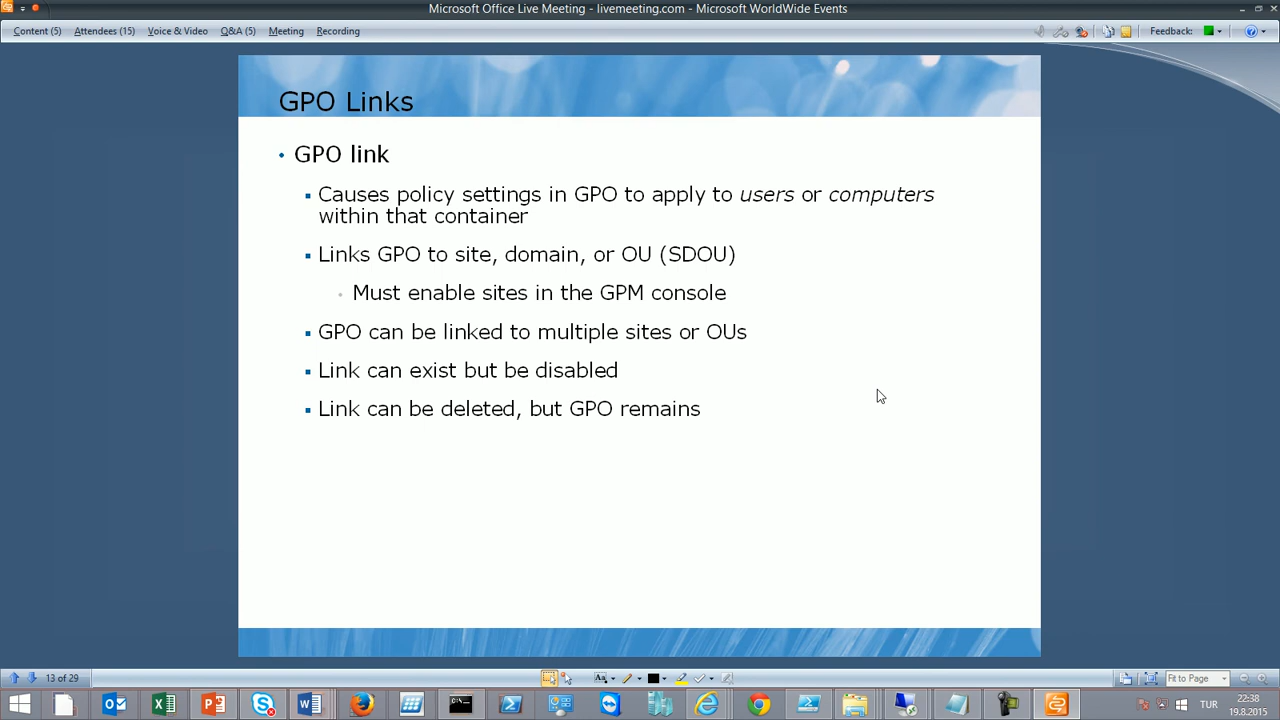 Microsoft Office Live Meeting - livemeeting.com - Microsoft WorldWide Events
Content (5) Attendees (15) Voice & Video Q&A (5) Meeting Recording Feedback:
GPO Links
• GPO link
▪ Causes policy settings in GPO to apply to users or computers
within that container
▪ Links GPO to site, domain, or OU (SDOU)
• Must enable sites in the GPM console
▪ GPO can be linked to multiple sites or OUs
▪ Link can exist but be disabled
▪ Link can be deleted, but GPO remains
13 of 29 Fit to Page
TUR 22:38
19.8.2015